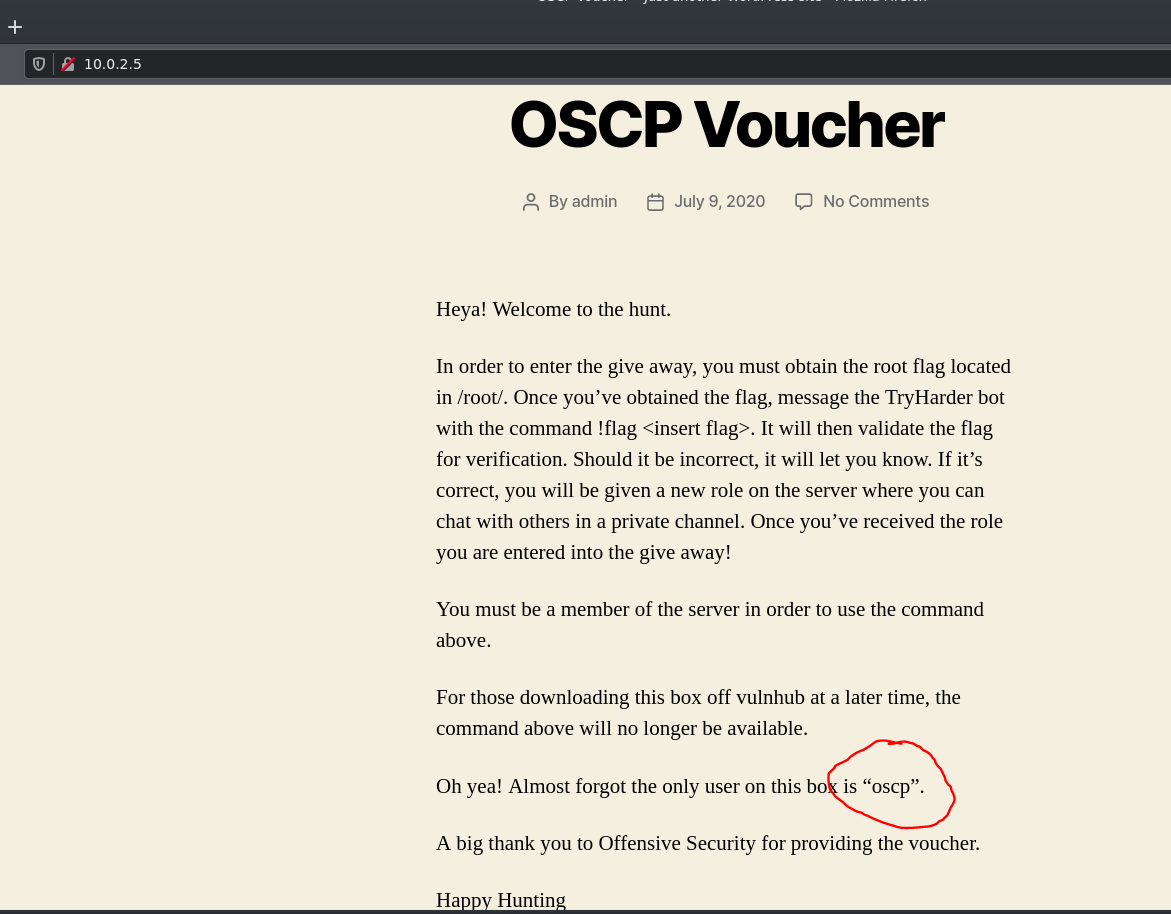 10.0.2.5
OSCP Voucher
By admin July 9, 2020 No Comments
Heya! Welcome to the hunt.
In order to enter the give away, you must obtain the root flag located
in /root/. Once you’ve obtained the flag, message the TryHarder bot
with the command !flag <insert flag>. It will then validate the flag
for verification. Should it be incorrect, it will let you know. If it’s
correct, you will be given a new role on the server where you can
chat with others in a private channel. Once you’ve received the role
you are entered into the give away!
You must be a member of the server in order to use the command
above.
For those downloading this box off vulnhub at a later time, the
command above will no longer be available.
Oh yea! Almost forgot the only user on this box is “oscp”.
A big thank you to Offensive Security for providing the voucher.
Happy Hunting